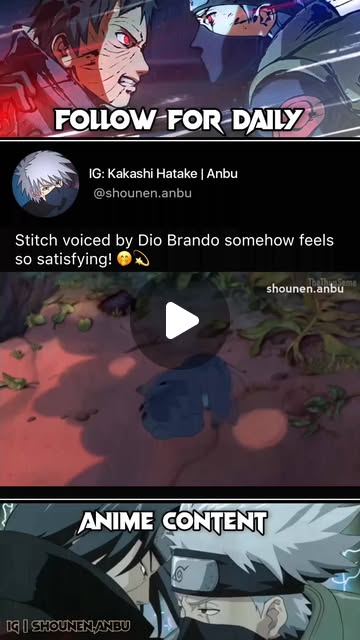 FOLLOW FOR DAILY
IG: Kakashi Hatake | Anbu
@shounen.anbu
Stitch voiced by Dio Brando somehow feels
so satisfying! 🤭💫
shounen.anbu
ANIME CONTENT
IG | SHOUNEN.ANBU